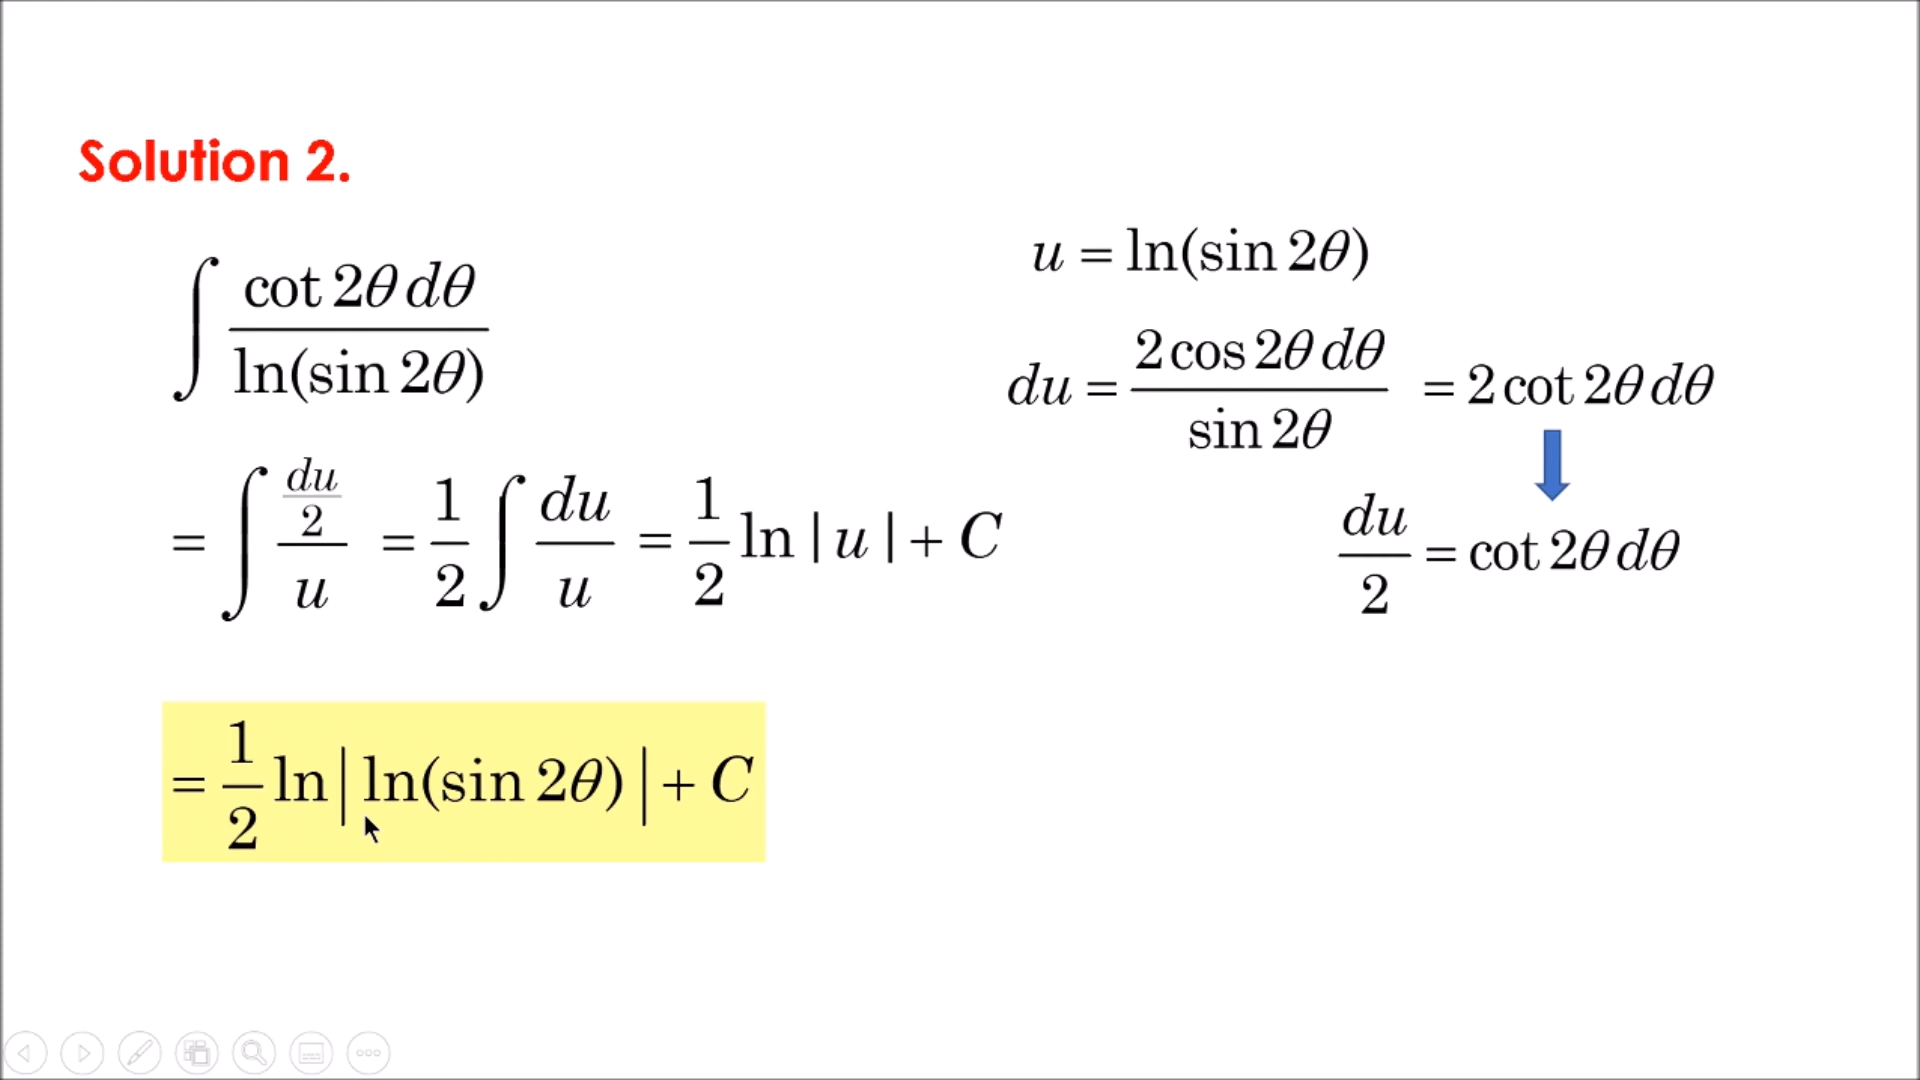 Solution 2.
∫ cot 2θ dθ / ln(sin 2θ)
u = ln(sin 2θ)
du = 2 cos 2θ dθ / sin 2θ = 2 cot 2θ dθ
du/2 = cot 2θ dθ
= ∫ (du/2)/u = 1/2 ∫ du/u = 1/2 ln | u | + C
= 1/2 ln | ln(sin 2θ) | + C